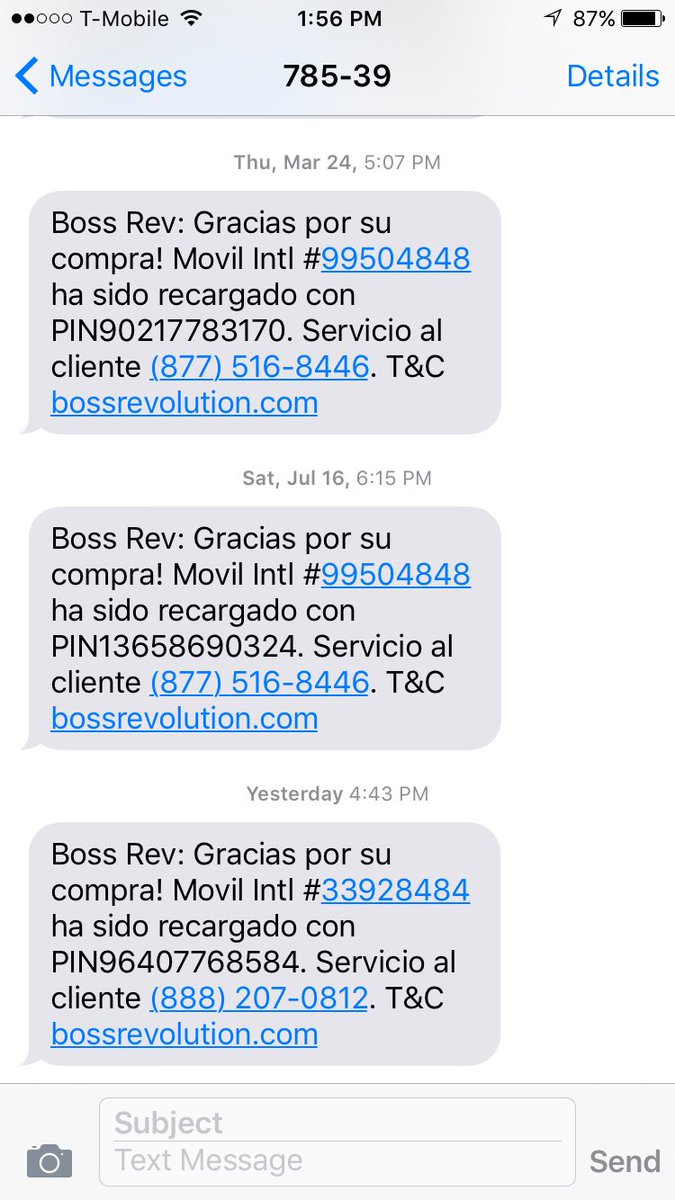 T-Mobile 1:56 PM 87%
Messages 785-39 Details
Thu, Mar 24, 5:07 PM
Boss Rev: Gracias por su
compra! Movil Intl #99504848
ha sido recargado con
PIN90217783170. Servicio al
cliente (877) 516-8446. T&C
bossrevolution.com
Sat, Jul 16, 6:15 PM
Boss Rev: Gracias por su
compra! Movil Intl #99504848
ha sido recargado con
PIN13658690324. Servicio al
cliente (877) 516-8446. T&C
bossrevolution.com
Yesterday 4:43 PM
Boss Rev: Gracias por su
compra! Movil Intl #33928484
ha sido recargado con
PIN96407768584. Servicio al
cliente (888) 207-0812. T&C
bossrevolution.com
Subject
Text Message
Send